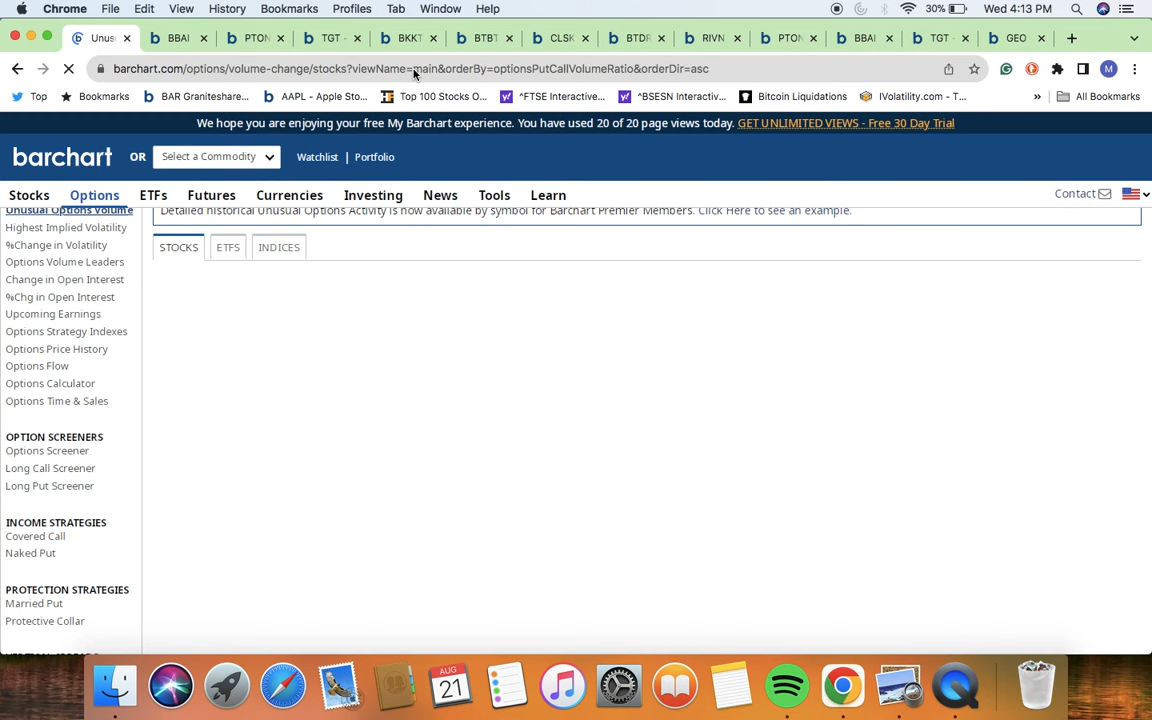 Chrome File Edit View History Bookmarks Profiles Tab Window Help 30% Wed 4:13 PM
Unus BBAI PTON TGT - BKKT BTBT CLSK BTDR RIVN PTON BBAI TGT - GEO
barchart.com/options/volume-change/stocks?viewName=main&orderBy=optionsPutCallVolumeRatio&orderDir=asc M
Top Bookmarks BAR Graniteshare... AAPL - Apple Sto... Top 100 Stocks O... ^FTSE Interactive... ^BSESN Interactiv... Bitcoin Liquidations IVolatility.com - T... » All Bookmarks
We hope you are enjoying your free My Barchart experience. You have used 20 of 20 page views today. GET UNLIMITED VIEWS - Free 30 Day Trial
barchart OR Select a Commodity Watchlist | Portfolio
Stocks Options ETFs Futures Currencies Investing News Tools Learn Contact
Unusual Options Volume
Detailed historical Unusual Options Activity is now available by symbol for Barchart Premier Members. Click Here to see an example.
Highest Implied Volatility
%Change in Volatility
Options Volume Leaders
Change in Open Interest
%Chg in Open Interest
Upcoming Earnings
Options Strategy Indexes
Options Price History
Options Flow
Options Calculator
Options Time & Sales
STOCKS ETFS INDICES
OPTION SCREENERS
Options Screener
Long Call Screener
Long Put Screener
INCOME STRATEGIES
Covered Call
Naked Put
PROTECTION STRATEGIES
Married Put
Protective Collar
AUG
21